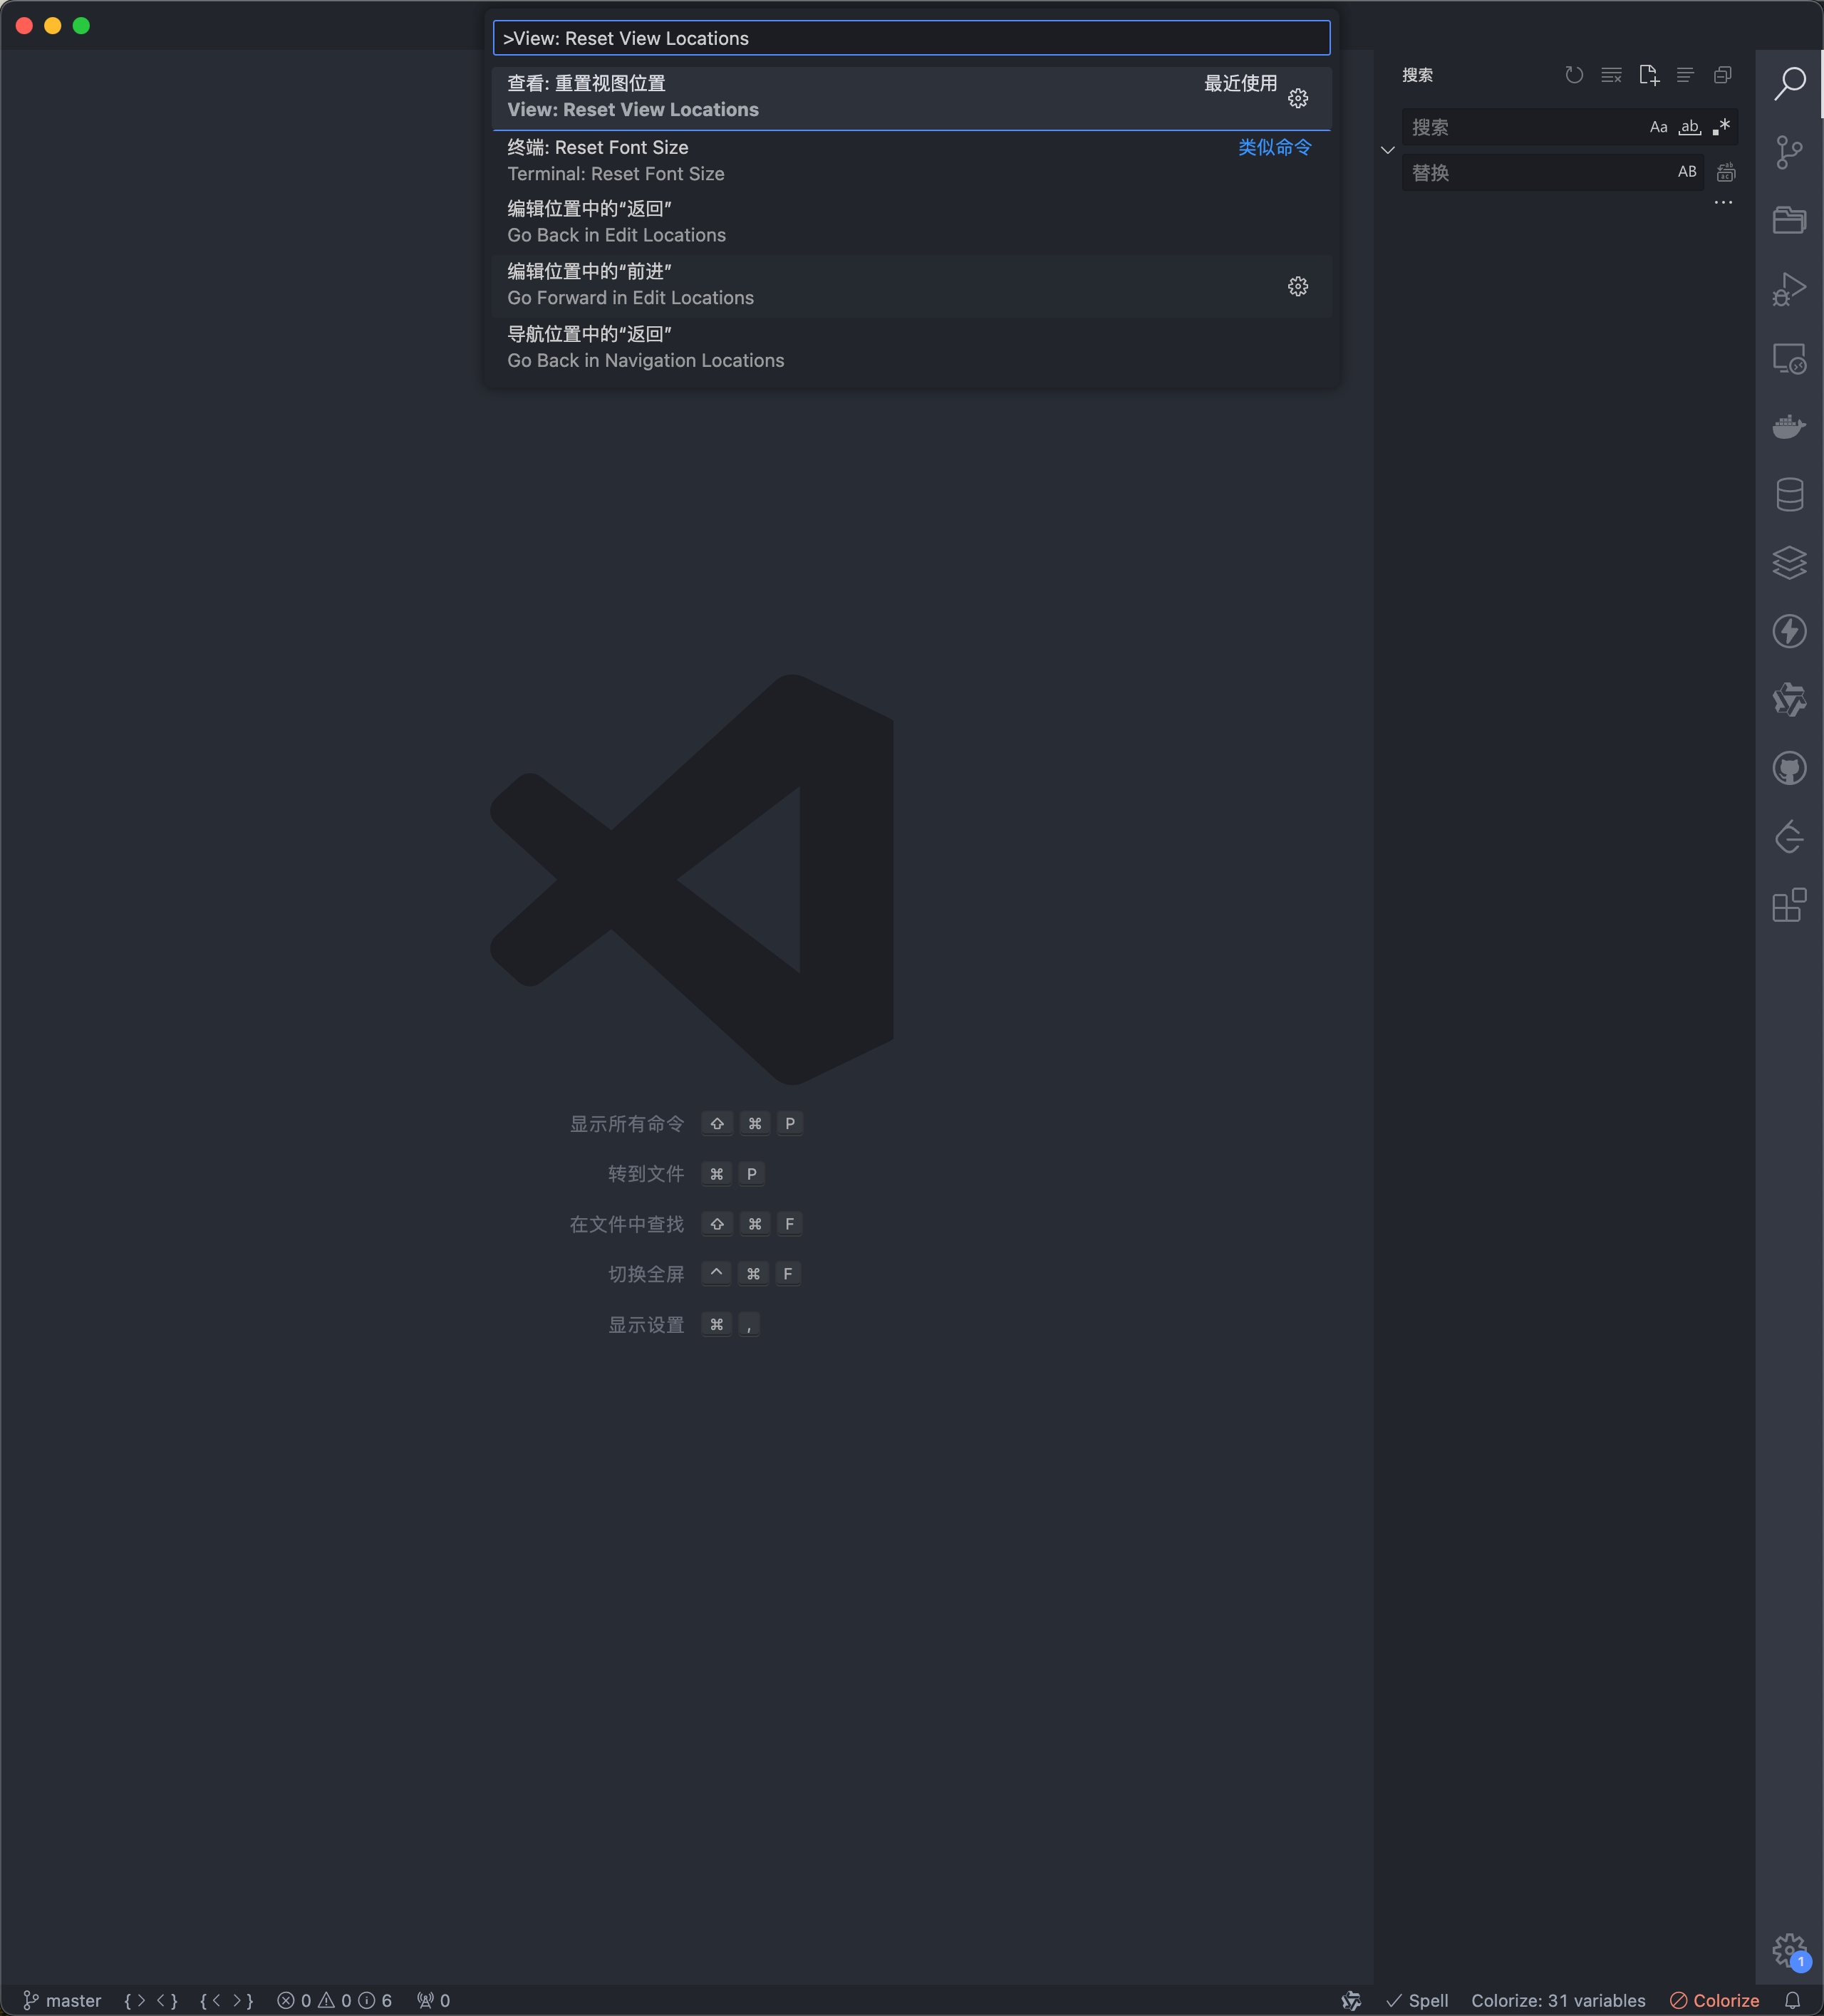 >View: Reset View Locations
查看: 重置视图位置
最近使用
View: Reset View Locations
终端: Reset Font Size
类似命令
Terminal: Reset Font Size
编辑位置中的“返回”
Go Back in Edit Locations
编辑位置中的“前进”
Go Forward in Edit Locations
导航位置中的“返回”
Go Back in Navigation Locations
搜索
搜索
Aa
ab
.*
替换
AB
显示所有命令 ⇧ ⌘ P
转到文件 ⌘ P
在文件中查找 ⇧ ⌘ F
切换全屏 ^ ⌘ F
显示设置 ⌘ ,
1
master {> <} {< >} 0 0 6 0
Spell Colorize: 31 variables Colorize